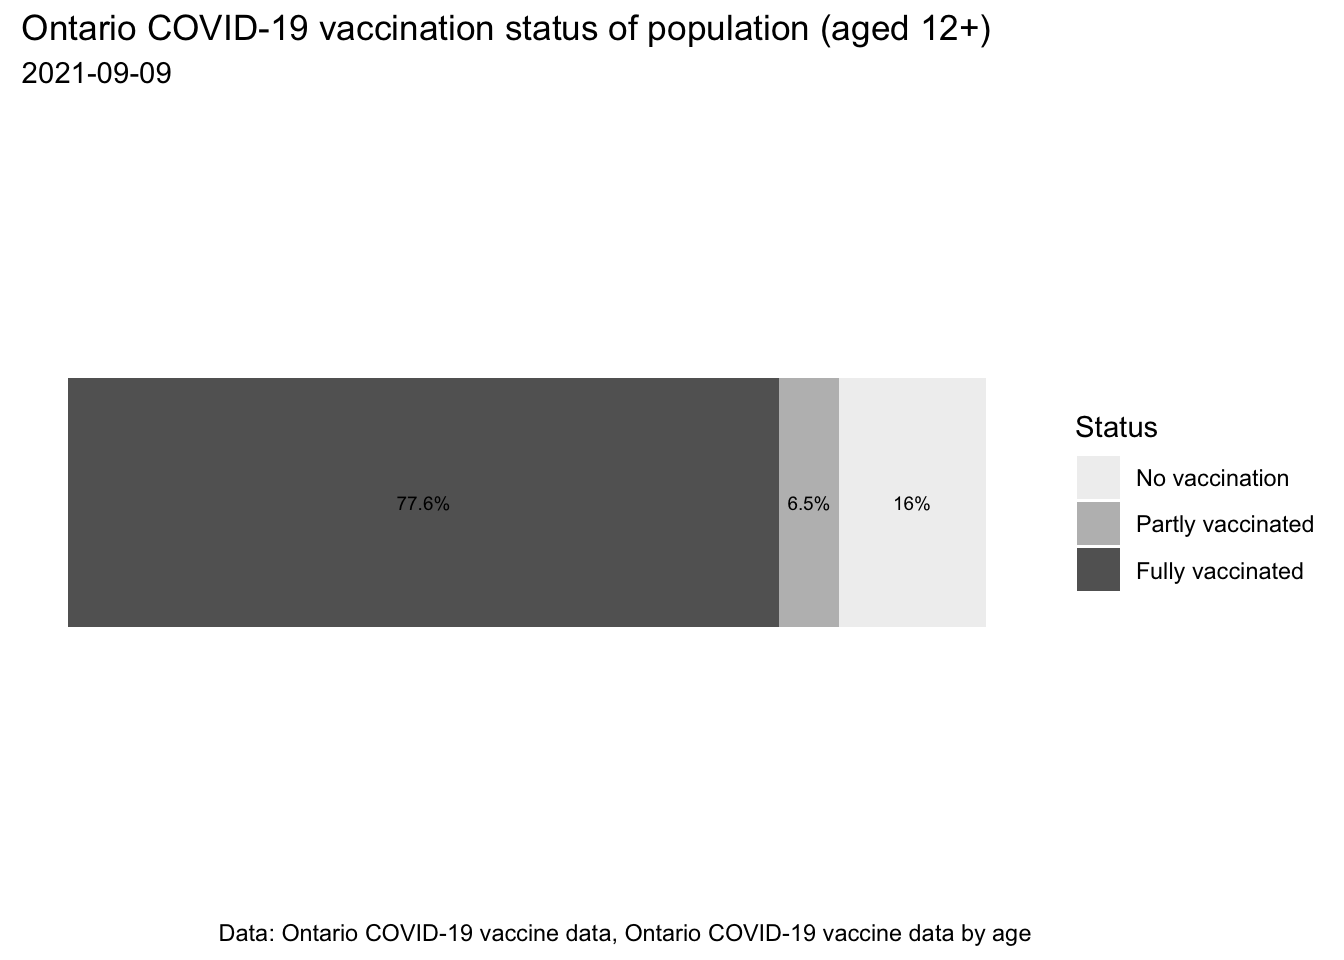 Ontario COVID-19 vaccination status of population (aged 12+)
2021-09-09
77.6%
6.5%
16%
Status
No vaccination
Partly vaccinated
Fully vaccinated
Data: Ontario COVID-19 vaccine data, Ontario COVID-19 vaccine data by age